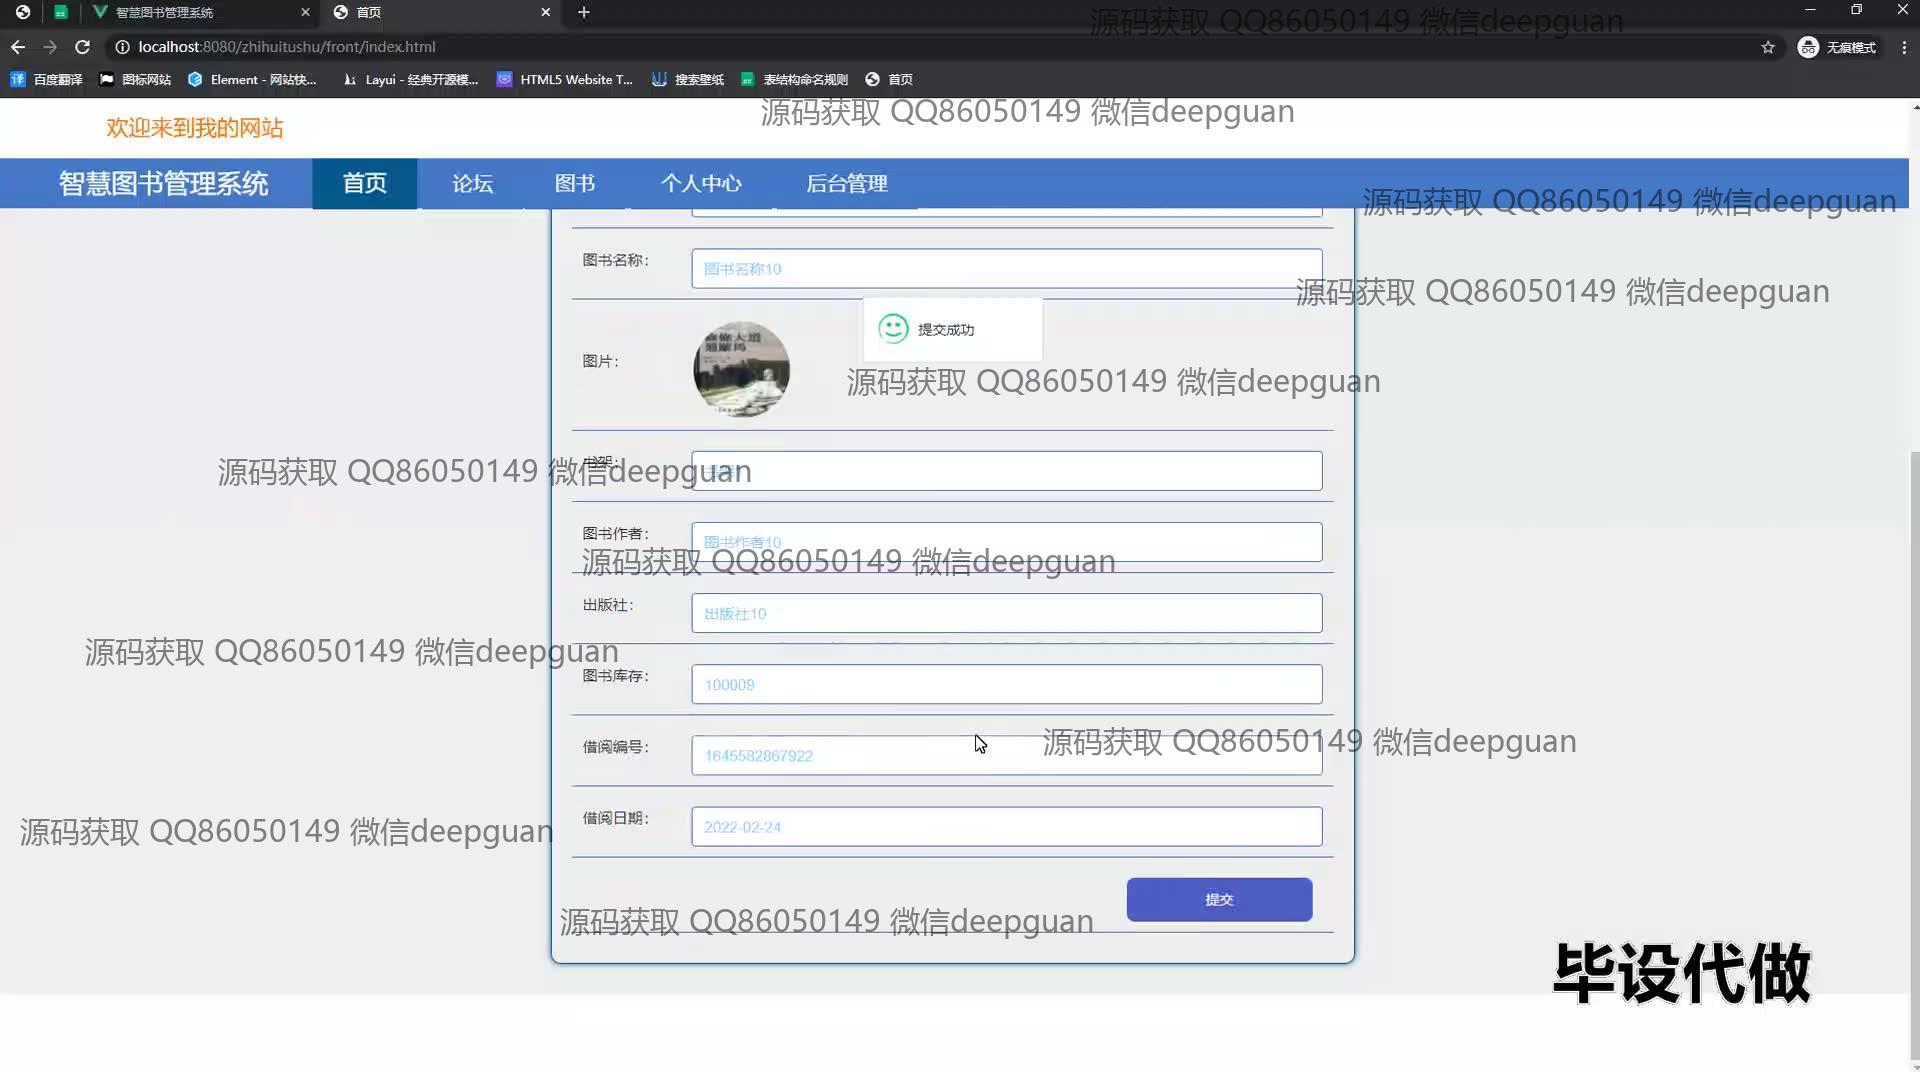 智慧图书管理系统
首页
源码获取 QQ86050149 微信deepguan
localhost:8080/zhihuitushu/front/index.html
无痕模式
百度翻译
图标网站
Element - 网站快...
Layui - 经典开源模...
HTML5 Website T...
搜索壁纸
表结构命名规则
首页
源码获取 QQ86050149 微信deepguan
欢迎来到我的网站
智慧图书管理系统
首页
论坛
图书
个人中心
后台管理
源码获取 QQ86050149 微信deepguan
图书名称：
图书名称10
源码获取 QQ86050149 微信deepguan
提交成功
图片：
源码获取 QQ86050149 微信deepguan
书架：
源码获取 QQ86050149 微信deepguan
图书作者：
图书作者10
源码获取 QQ86050149 微信deepguan
出版社：
出版社10
源码获取 QQ86050149 微信deepguan
图书库存：
100009
源码获取 QQ86050149 微信deepguan
借阅编号：
1645582867922
借阅日期：
2022-02-24
源码获取 QQ86050149 微信deepguan
提交
源码获取 QQ86050149 微信deepguan
毕设代做